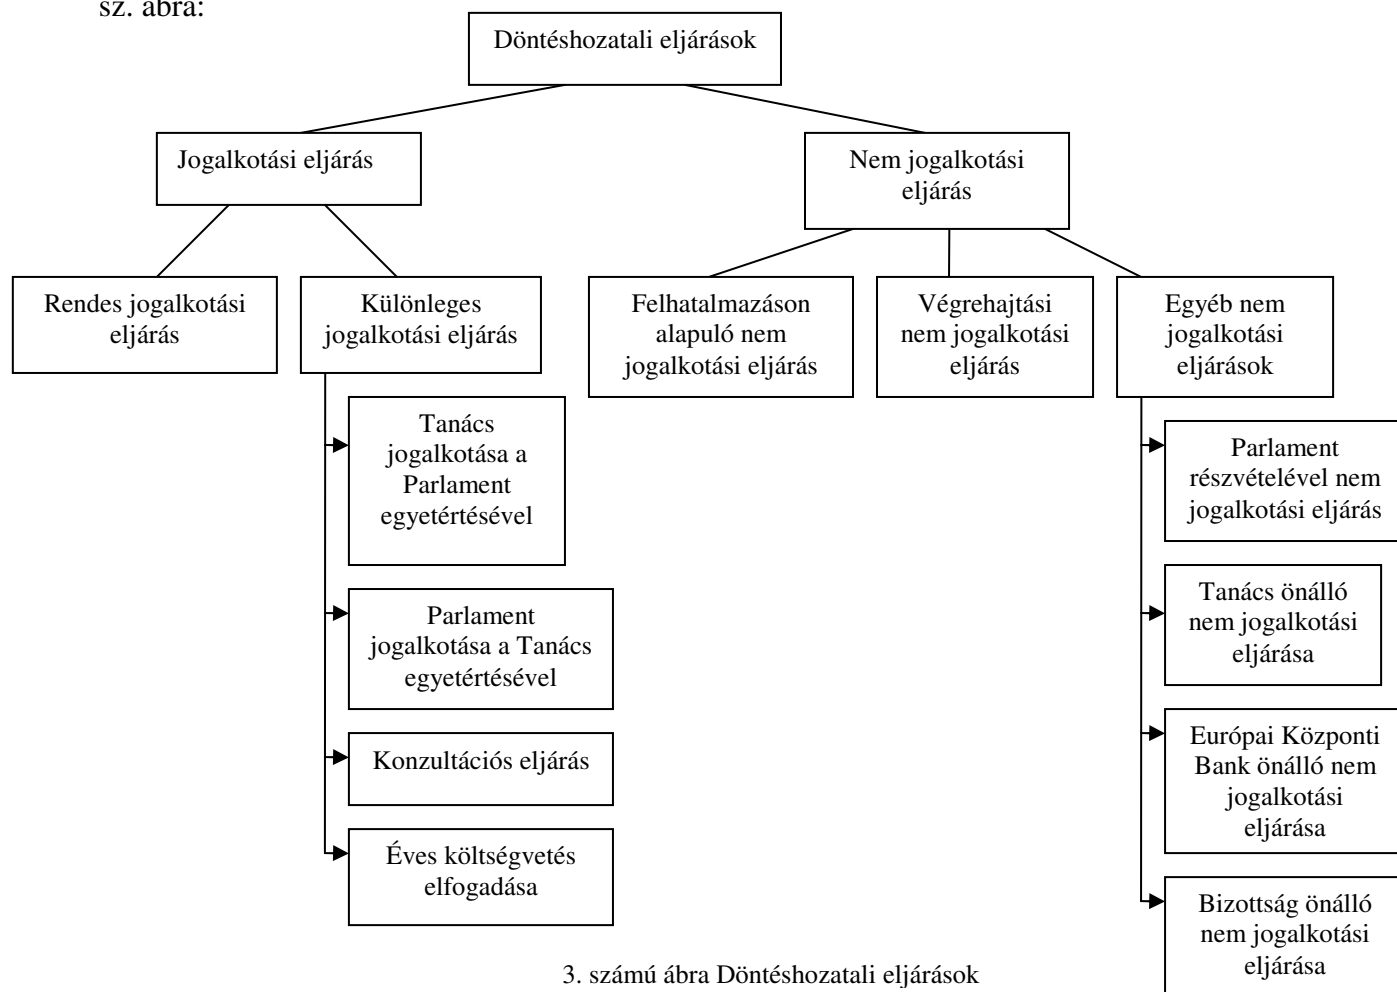 sz. ábra:
Döntéshozatali eljárások
Jogalkotási eljárás
Nem jogalkotási
eljárás
Rendes jogalkotási
eljárás
Különleges
jogalkotási eljárás
Felhatalmazáson
alapuló nem
jogalkotási eljárás
Végrehajtási
nem jogalkotási
eljárás
Egyéb nem
jogalkotási
eljárások
Tanács
jogalkotása a
Parlament
egyetértésével
Parlament
jogalkotása a Tanács
egyetértésével
Konzultációs eljárás
Éves költségvetés
elfogadása
Parlament
részvételével nem
jogalkotási eljárás
Tanács önálló
nem jogalkotási
eljárása
Európai Központi
Bank önálló nem
jogalkotási
eljárása
Bizottság önálló
nem jogalkotási
eljárása
3. számú ábra Döntéshozatali eljárások